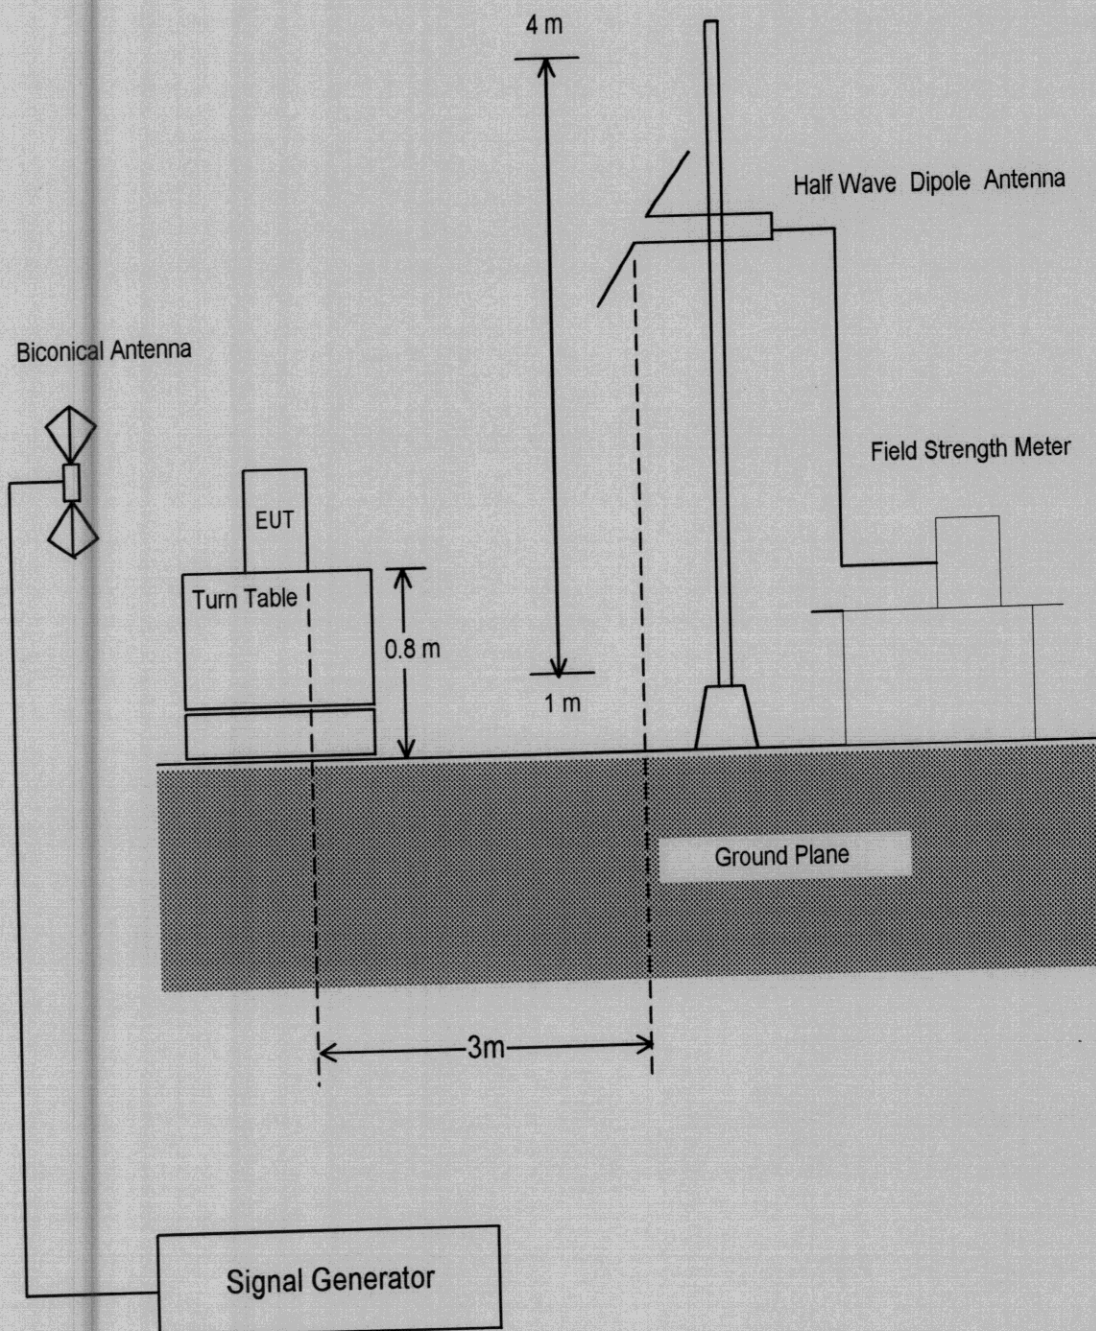 4 m
Half Wave Dipole Antenna
Biconical Antenna
Field Strength Meter
EUT
Turn Table
0.8 m
1 m
Ground Plane
3m
Signal Generator